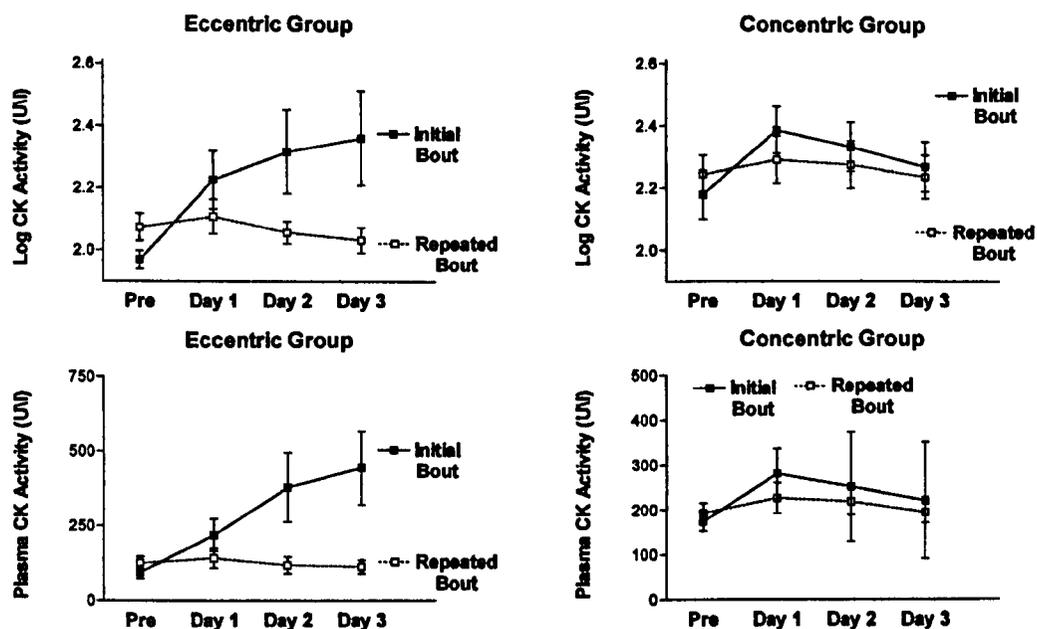 Eccentric Group
Log CK Activity (U/l)
2.6
2.4
2.2
2.0
Initial
Bout
Repeated
Bout
Pre Day 1 Day 2 Day 3
Concentric Group
Log CK Activity (U/l)
2.6
2.4
2.2
2.0
Initial
Bout
Repeated
Bout
Pre Day 1 Day 2 Day 3
Eccentric Group
Plasma CK Activity (U/l)
750
500
250
0
Initial
Bout
Repeated
Bout
Pre Day 1 Day 2 Day 3
Concentric Group
Plasma CK Activity (U/l)
500
400
300
200
100
0
Initial
Bout
Repeated
Bout
Pre Day 1 Day 2 Day 3